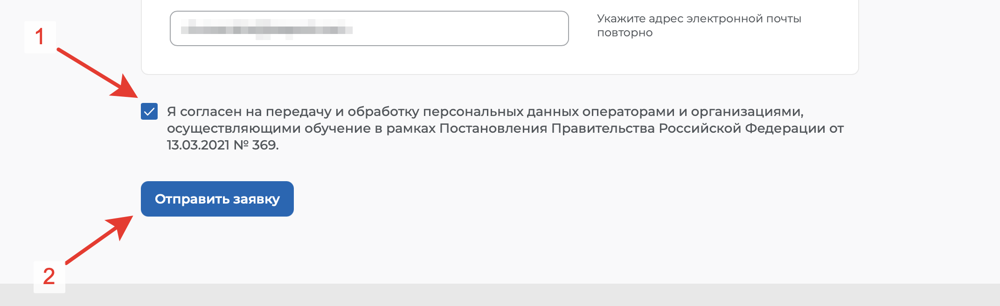 Укажите адрес электронной почты
повторно
1
Я согласен на передачу и обработку персональных данных операторами и организациями,
осуществляющими обучение в рамках Постановления Правительства Российской Федерации от
13.03.2021 № 369.
Отправить заявку
2